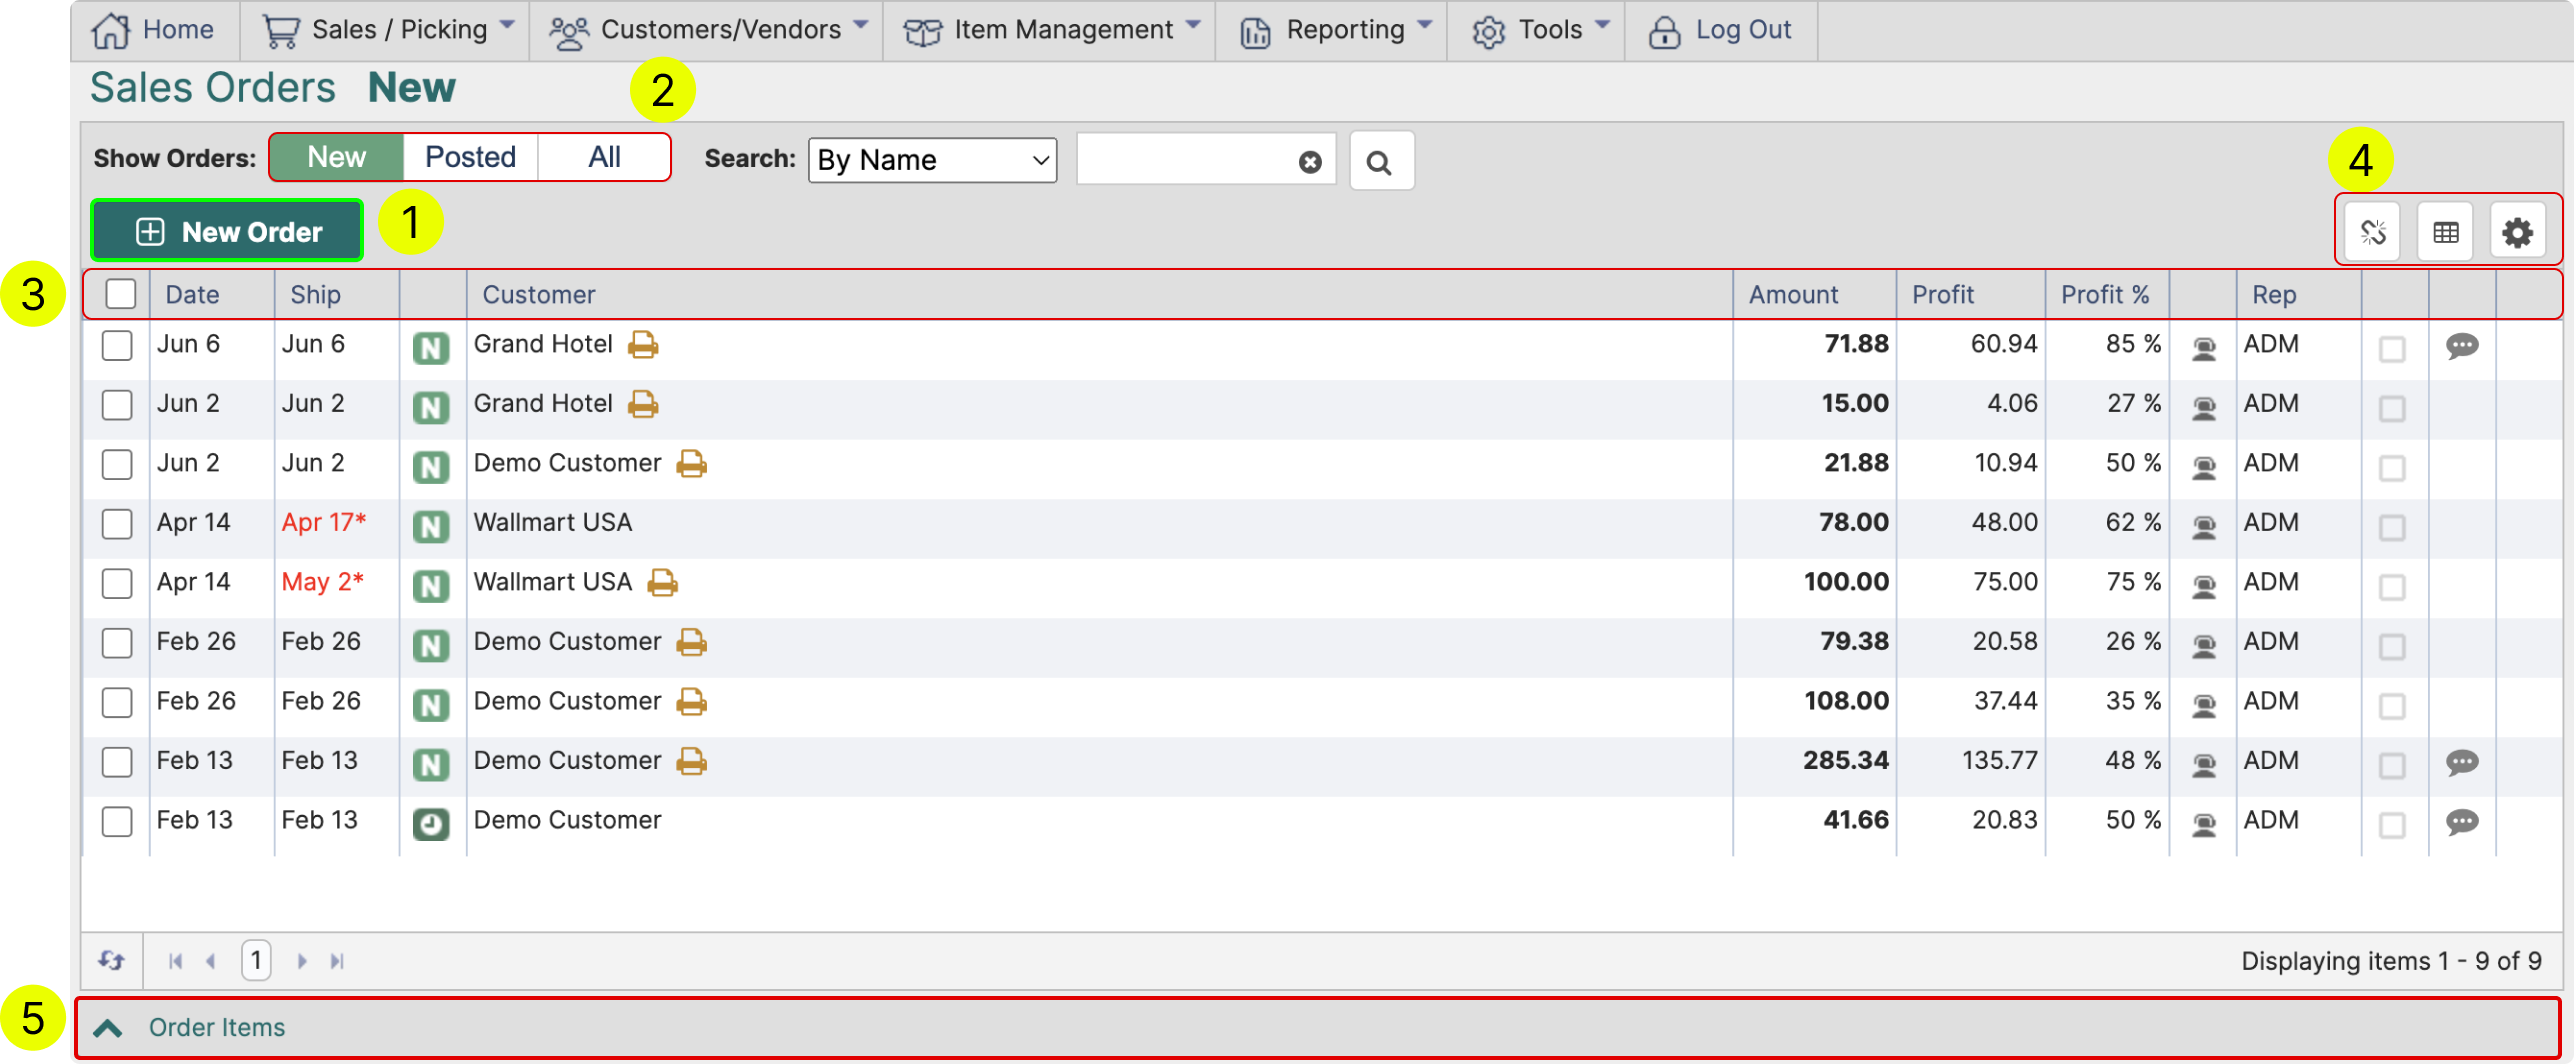 Home Sales / Picking Customers/Vendors Item Management Reporting Tools Log Out
Sales Orders New 2
Show Orders: New Posted All Search: By Name 4
New Order 1
3 Date Ship Customer Amount Profit Profit % Rep
Jun 6 Jun 6 N Grand Hotel 71.88 60.94 85 % ADM
Jun 2 Jun 2 N Grand Hotel 15.00 4.06 27 % ADM
Jun 2 Jun 2 N Demo Customer 21.88 10.94 50 % ADM
Apr 14 Apr 17* N Wallmart USA 78.00 48.00 62 % ADM
Apr 14 May 2* N Wallmart USA 100.00 75.00 75 % ADM
Feb 26 Feb 26 N Demo Customer 79.38 20.58 26 % ADM
Feb 26 Feb 26 N Demo Customer 108.00 37.44 35 % ADM
Feb 13 Feb 13 N Demo Customer 285.34 135.77 48 % ADM
Feb 13 Feb 13 Demo Customer 41.66 20.83 50 % ADM
1 Displaying items 1 - 9 of 9
5 Order Items